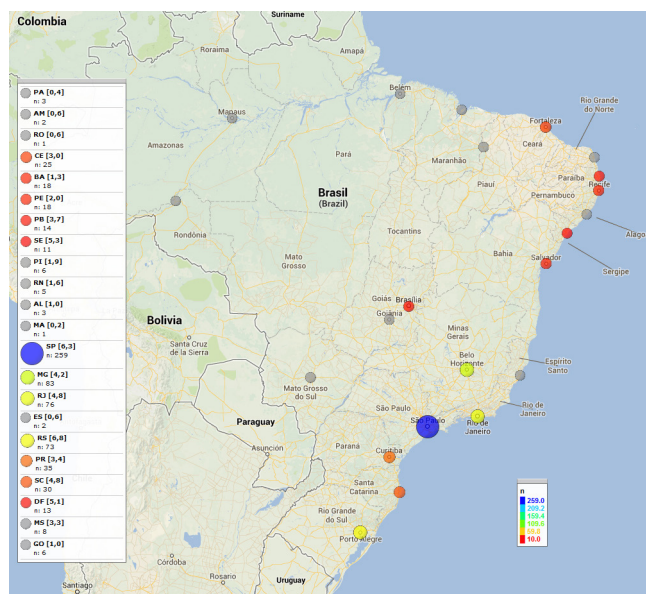 Colombia
Suriname
Roraima
Amapá
PA [0,4]
n: 3
AM [0,6]
n: 2
RO [0,6]
n: 1
CE [3,0]
n: 25
BA [1,3]
n: 18
PE [2,0]
n: 18
PB [3,7]
n: 14
SE [5,3]
n: 11
PI [1,9]
n: 6
RN [1,6]
n: 5
AL [1,0]
n: 3
MA [0,2]
n: 1
SP [6,3]
n: 259
MG [4,2]
n: 83
RJ [4,8]
n: 76
ES [0,6]
n: 2
RS [6,8]
n: 73
PR [3,4]
n: 35
SC [4,8]
n: 30
DF [5,1]
n: 13
MS [3,3]
n: 8
GO [1,0]
n: 6
Belém
Manaus
Rio Grande
do Norte
Fortaleza
Amazonas
Pará
Maranhão
Ceará
Piauí
Paraíba
Recife
Pernambuco
Brasil
(Brazil)
Tocantins
Alago
Rondônia
Mato
Grosso
Bahia
Salvador
Sergipe
Goiás
Brasília
Goiânia
Bolivia
Santa Cruz
de la Sierra
Minas
Gerais
Belo
Horizonte
Espírito
Santo
Mato Grosso
do Sul
São Paulo
São Paulo
Rio de
Janeiro
Rio de
Janeiro
Paraguay
Asunción
Paraná
Curitiba
Santa
Catarina
Rio Grande
do Sul
Porto Alegre
n
259.0
209.2
159.4
109.6
59.8
10.0
Córdoba
Rosario
Uruguay
Santiago